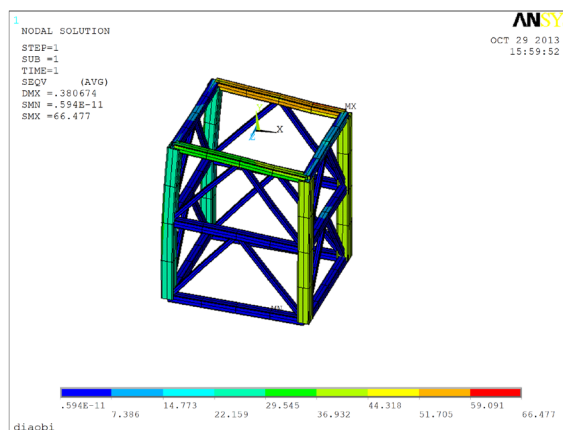 1
NODAL SOLUTION
STEP=1
SUB =1
TIME=1
SEQV (AVG)
DMX =.380674
SMN =.594E-11
SMX =66.477
ANSY
OCT 29 2013
15:59:52
MX
Y
X
Z
MN
.594E-11
7.386
14.773
22.159
29.545
36.932
44.318
51.705
59.091
66.477
diaobi